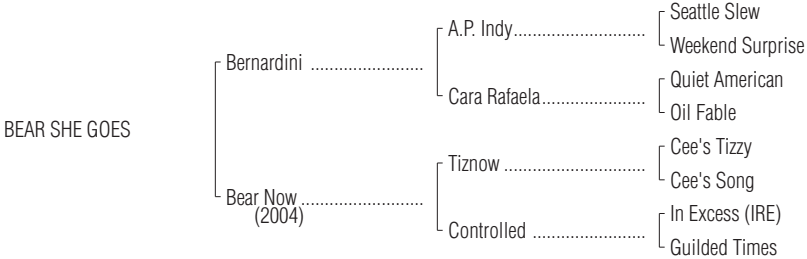 Seattle Slew
A.P. Indy
Weekend Surprise
Bernardini
Quiet American
Cara Rafaela
Oil Fable
BEAR SHE GOES
Cee's Tizzy
Tiznow
Cee's Song
Bear Now
(2004)
In Excess (IRE)
Controlled
Guilded Times